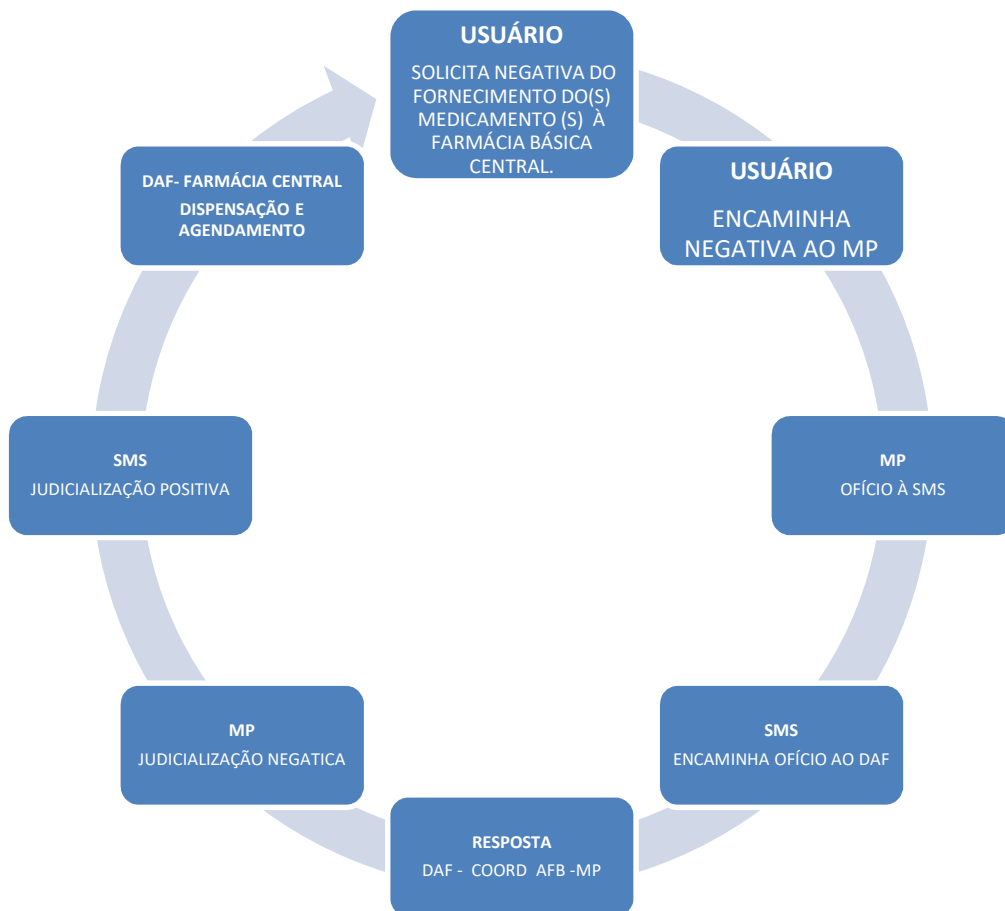 USUÁRIO
SOLICITA NEGATIVA DO
FORNECIMENTO DO(S)
MEDICAMENTO (S) À
FARMÁCIA BÁSICA
CENTRAL.
USUÁRIO
ENCAMINHA
NEGATIVA AO MP
MP
OFÍCIO À SMS
SMS
ENCAMINHA OFÍCIO AO DAF
RESPOSTA
DAF - COORD AFB -MP
MP
JUDICIALIZAÇÃO NEGATICA
SMS
JUDICIALIZAÇÃO POSITIVA
DAF- FARMÁCIA CENTRAL
DISPENSAÇÃO E
AGENDAMENTO